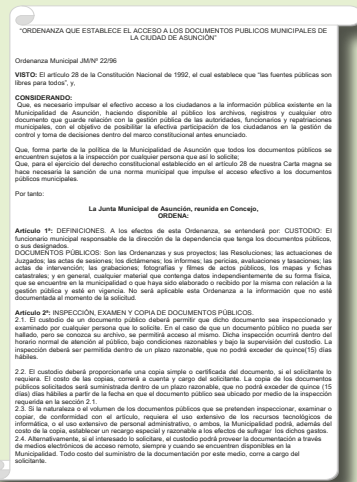 "ORDENANZA QUE ESTABLECE EL ACCESO A LOS DOCUMENTOS PUBLICOS MUNICIPALES DE
LA CIUDAD DE ASUNCIÓN"
Ordenanza Municipal JM/Nº 22/96
VISTO: El artículo 28 de la Constitución Nacional de 1992, el cual establece que "las fuentes públicas son
libres para todos", y,
CONSIDERANDO:
Que, es necesario impulsar el efectivo acceso a los ciudadanos a la información pública existente en la
Municipalidad de Asunción, haciendo disponible al público los archivos, registros y cualquier otro
documento que guarde relación con la gestión pública de las autoridades, funcionarios y reparticiones
municipales, con el objetivo de posibilitar la efectiva participación de los ciudadanos en la gestión de
control y toma de decisiones dentro del marco constitucional antes enunciado.
Que, forma parte de la política de la Municipalidad de Asunción que todos los documentos públicos se
encuentren sujetos a la inspección por cualquier persona que así lo solicite;
Que, para el ejercicio del derecho constitucional establecido en el artículo 28 de nuestra Carta magna se
hace necesaria la sanción de una norma municipal que impulse el acceso efectivo a los documentos
públicos municipales.
Por tanto:
La Junta Municipal de Asunción, reunida en Concejo,
ORDENA:
Artículo 1º: DEFINICIONES. A los efectos de esta Ordenanza, se entenderá por: CUSTODIO: El
funcionario municipal responsable de la dirección de la dependencia que tenga los documentos públicos,
o sus designados.
DOCUMENTOS PÚBLICOS: Son las Ordenanzas y sus proyectos; las Resoluciones; las actuaciones de
Juzgados; las actas de sesiones; los dictámenes; los informes; las pericias, evaluaciones y tasaciones; las
actas de intervención; las grabaciones; fotografías y filmes de actos públicos, los mapas y fichas
catastrales; y en general, cualquier material que contenga datos independientemente de su forma física,
que se encuentre en la municipalidad o que haya sido elaborado o recibido por la misma con relación a la
gestión pública y esté en vigencia. No será aplicable esta Ordenanza a la información que no esté
documentada al momento de la solicitud.
Artículo 2º: INSPECCIÓN, EXAMEN Y COPIA DE DOCUMENTOS PÚBLICOS.
2.1. El custodio de un documento público deberá permitir que dicho documento sea inspeccionado y
examinado por cualquier persona que lo solicite. En el caso de que un documento público no pueda ser
hallado, pero se conozca su archivo, se permitirá acceso al mismo. Dicha inspección ocurrirá dentro del
horario normal de atención al público, bajo condiciones razonables y bajo la supervisión del custodio. La
inspección deberá ser permitida dentro de un plazo razonable, que no podrá exceder de quince(15) días
hábiles.
2.2. El custodio deberá proporcionarle una copia simple o certificada del documento, si el solicitante lo
requiera. El costo de las copias, correrá a cuenta y cargo del solicitante. La copia de los documentos
públicos solicitados será suministrada dentro de un plazo razonable, que no podrá exceder de quince (15
días) días hábiles a partir de la fecha en que el documento público sea ubicado por medio de la inspección
requerida en la sección 2.1.
2.3. Si la naturaleza o el volumen de los documentos públicos que se pretenden inspeccionar, examinar o
copiar, de conformidad con el artículo, requiera el uso extensivo de los recursos tecnológicos de
informática, o el uso extensivo de personal administrativo, o ambos, la Municipalidad podrá, además del
costo de la copia, establecer un recargo especial y razonable a los efectos de sufragar los dichos gastos.
2.4. Alternativamente, si el interesado lo solicitare, el custodio podrá proveer la documentación a través
de medios electrónicos de acceso remoto, siempre y cuando se encuentren disponibles en la
Municipalidad. Todo costo del suministro de la documentación por este medio, corre a cargo del
solicitante.